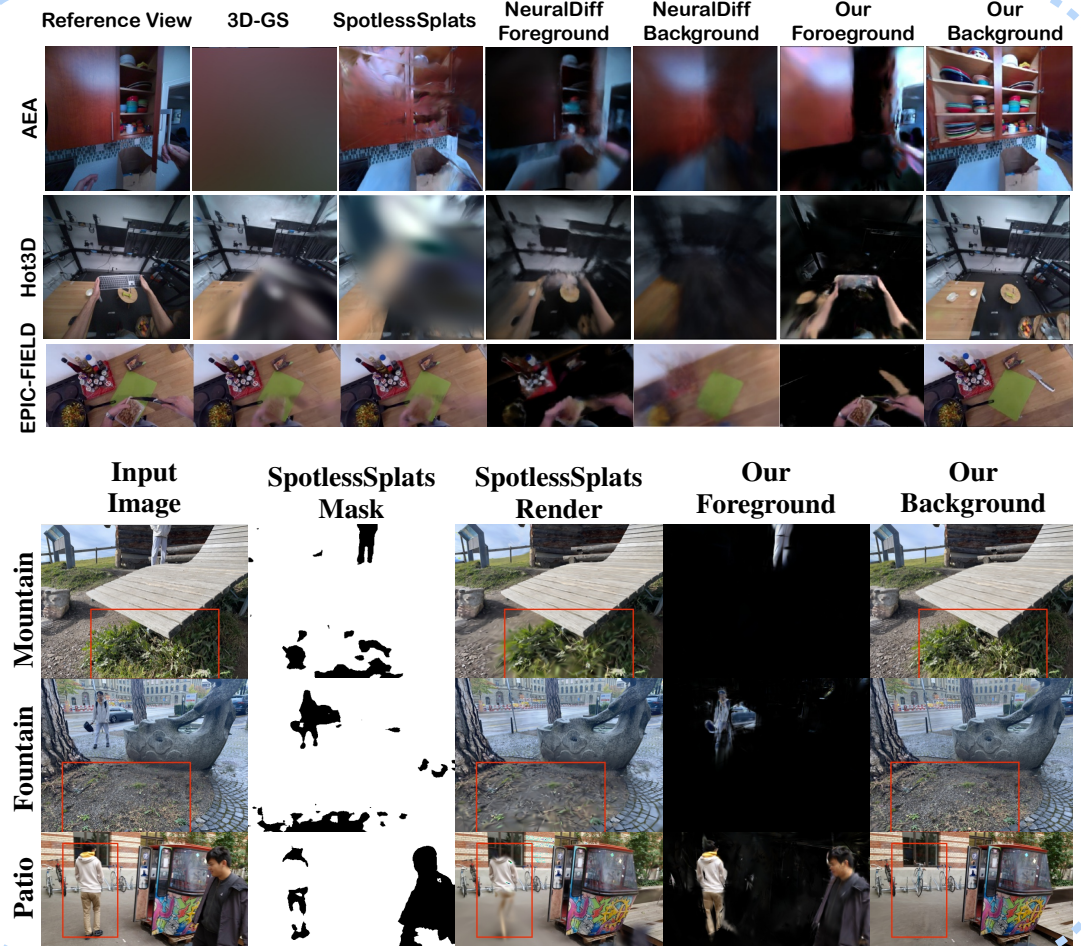 Reference View
3D-GS
SpotlessSplats
NeuralDiff
Foreground
NeuralDiff
Background
Our
Foroeground
Our
Background
AEA
Hot3D
EPIC-FIELD
Input
Image
SpotlessSplats
Mask
SpotlessSplats
Render
Our
Foreground
Our
Background
Mountain
Fountain
Patio